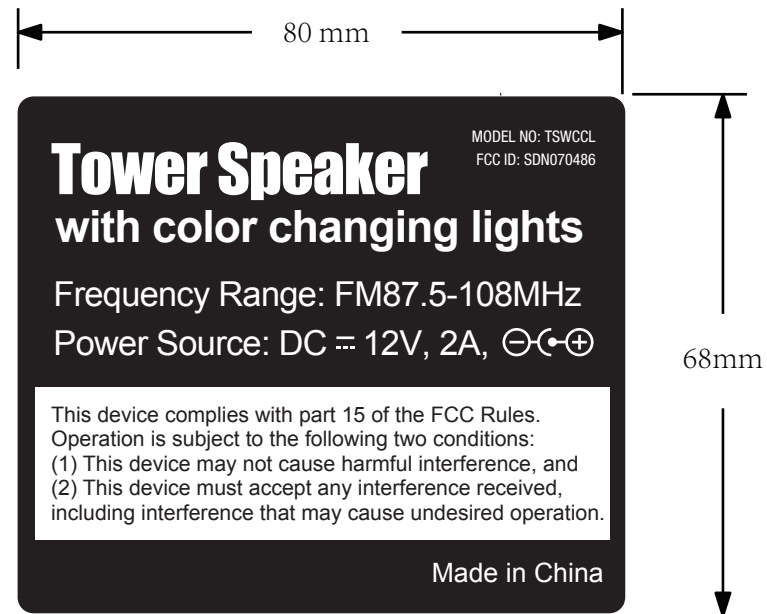 80 mm
MODEL NO: TSWCCL
FCC ID: SDN070486
Tower Speaker
with color changing lights
Frequency Range: FM87.5-108MHz
Power Source: DC ⎓ 12V, 2A,
68mm
This device complies with part 15 of the FCC Rules.
Operation is subject to the following two conditions:
(1) This device may not cause harmful interference, and
(2) This device must accept any interference received,
including interference that may cause undesired operation.
Made in China